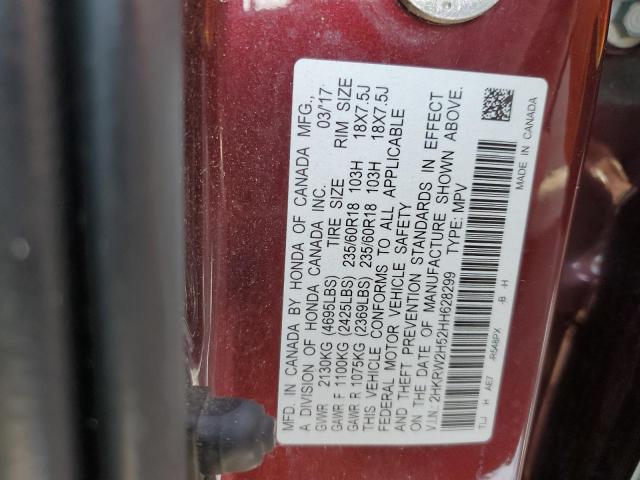 MFD. IN CANADA BY HONDA OF CANADA MFG.,
A DIVISION OF HONDA CANADA INC. 03/17
GVWR 2130KG (4695LBS) TIRE SIZE RIM SIZE
GAWR F 1100KG (2425LBS) 235/60R18 103H 18X7.5J
GAWR R 1075KG (2369LBS) 235/60R18 103H 18X7.5J
THIS VEHICLE CONFORMS TO ALL APPLICABLE
FEDERAL MOTOR VEHICLE SAFETY
AND THEFT PREVENTION STANDARDS IN EFFECT
ON THE DATE OF MANUFACTURE SHOWN ABOVE.
V.I.N: 2HKRW2H52HH628299 TYPE: MPV
TLJ H AE7 -R5A8PX -B -H
MADE IN CANADA